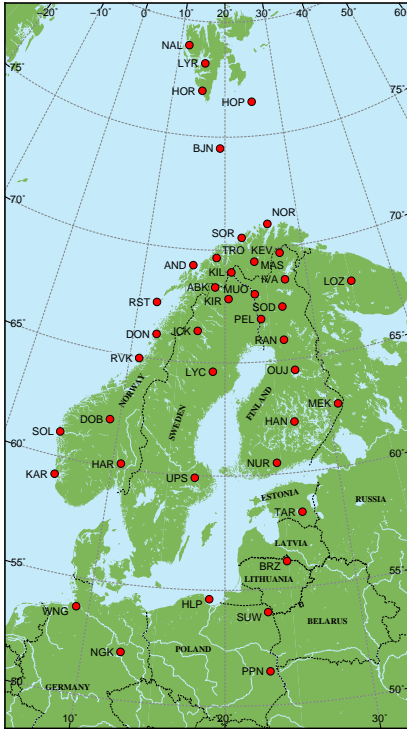 -20° -10° 0° 10° 20° 30° 40° 50° 60°
NAL
LYR
75°
HOR
HOP
75°
BJN
70°
NOR
70°
SOR
TRO KEV
AND
MAS
KIL
IVA
LOZ
ABK MUO
RST
KIR
SOD
65°
DON
JCK
PEL
65°
RAN
RVK
LYC
OUJ
NORWAY
SWEDEN
FINLAND
MEK
DOB
HAN
SOL
60°
60°
HAR
NUR
KAR
UPS
ESTONIA
RUSSIA
TAR
LATVIA
55°
BRZ
55°
LITHUANIA
HLP
WNG
SUW
BELARUS
NGK
POLAND
PPN
GERMANY
50°
50°
10° 20° 30°